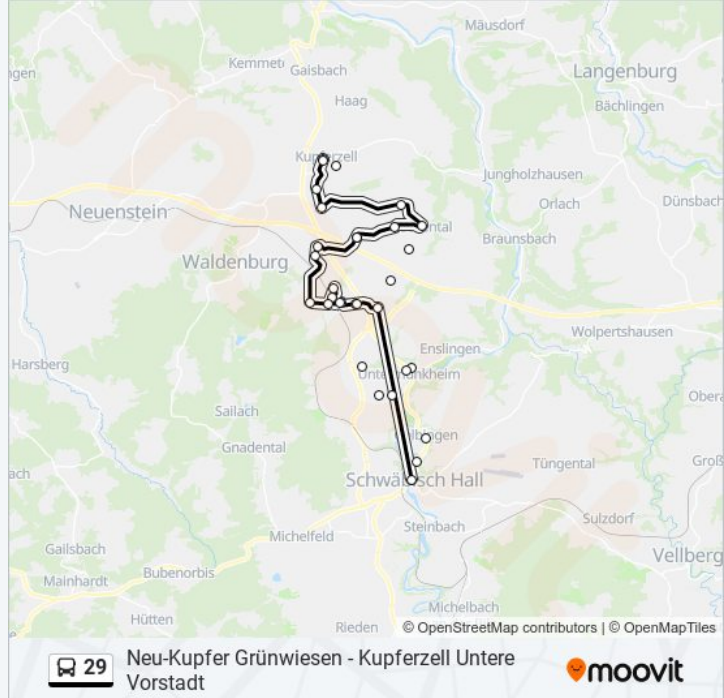 Mäusdorf
Kemmet
Gaisbach
Langenburg
Bächlingen
Haag
Kupferzell
Jungholzhausen
Orlach
Dünsbach
Neuenstein
Braunsbach
Waldenburg
Wolpertshausen
Enslingen
Harsberg
Sailach
Gnadental
Tüngental
Schwäbisch Hall
Steinbach
Sulzdorf
Michelfeld
Gailsbach
Vellberg
Bubenorbis
Mainhardt
Michelbach
Hütten
Rieden
© OpenStreetMap contributors | © OpenMapTiles
29
Neu-Kupfer Grünwiesen - Kupferzell Untere
Vorstadt
moovit